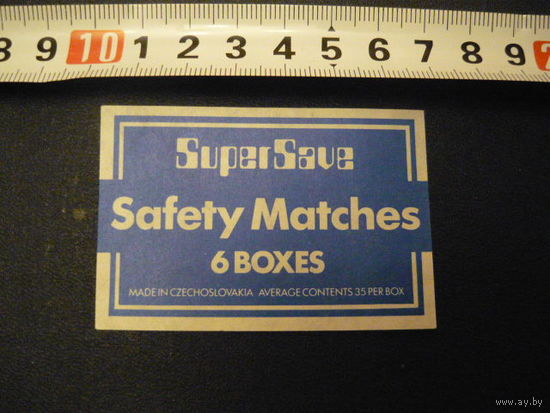 8 9 10 1 2 3 4 5 6 7 8 9
SuperSave
Safety Matches
6 BOXES
MADE IN CZECHOSLOVAKIA AVERAGE CONTENTS 35 PER BOX
© www.ay.by